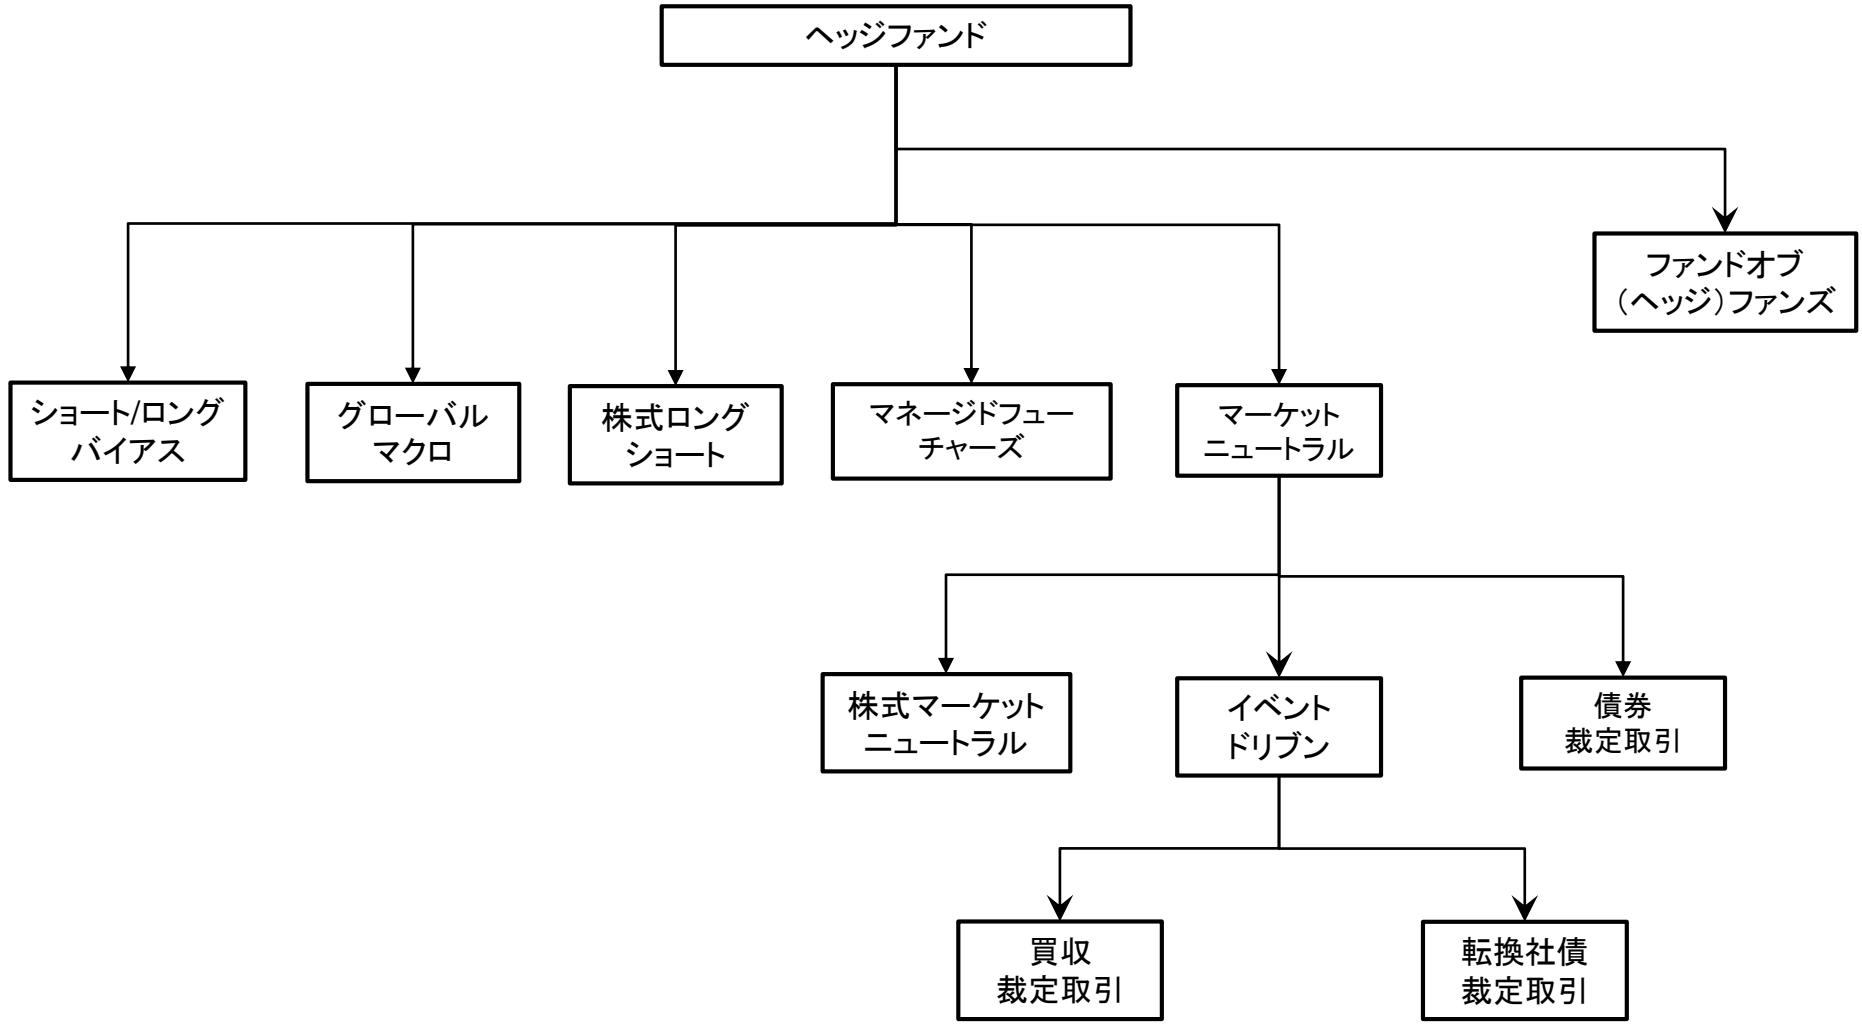 ヘッジファンド
ファンドオブ
(ヘッジ)ファンズ
ショート/ロング
バイアス
グローバル
マクロ
株式ロング
ショート
マネージドフュー
チャーズ
マーケット
ニュートラル
株式マーケット
ニュートラル
イベント
ドリブン
債券
裁定取引
買収
裁定取引
転換社債
裁定取引